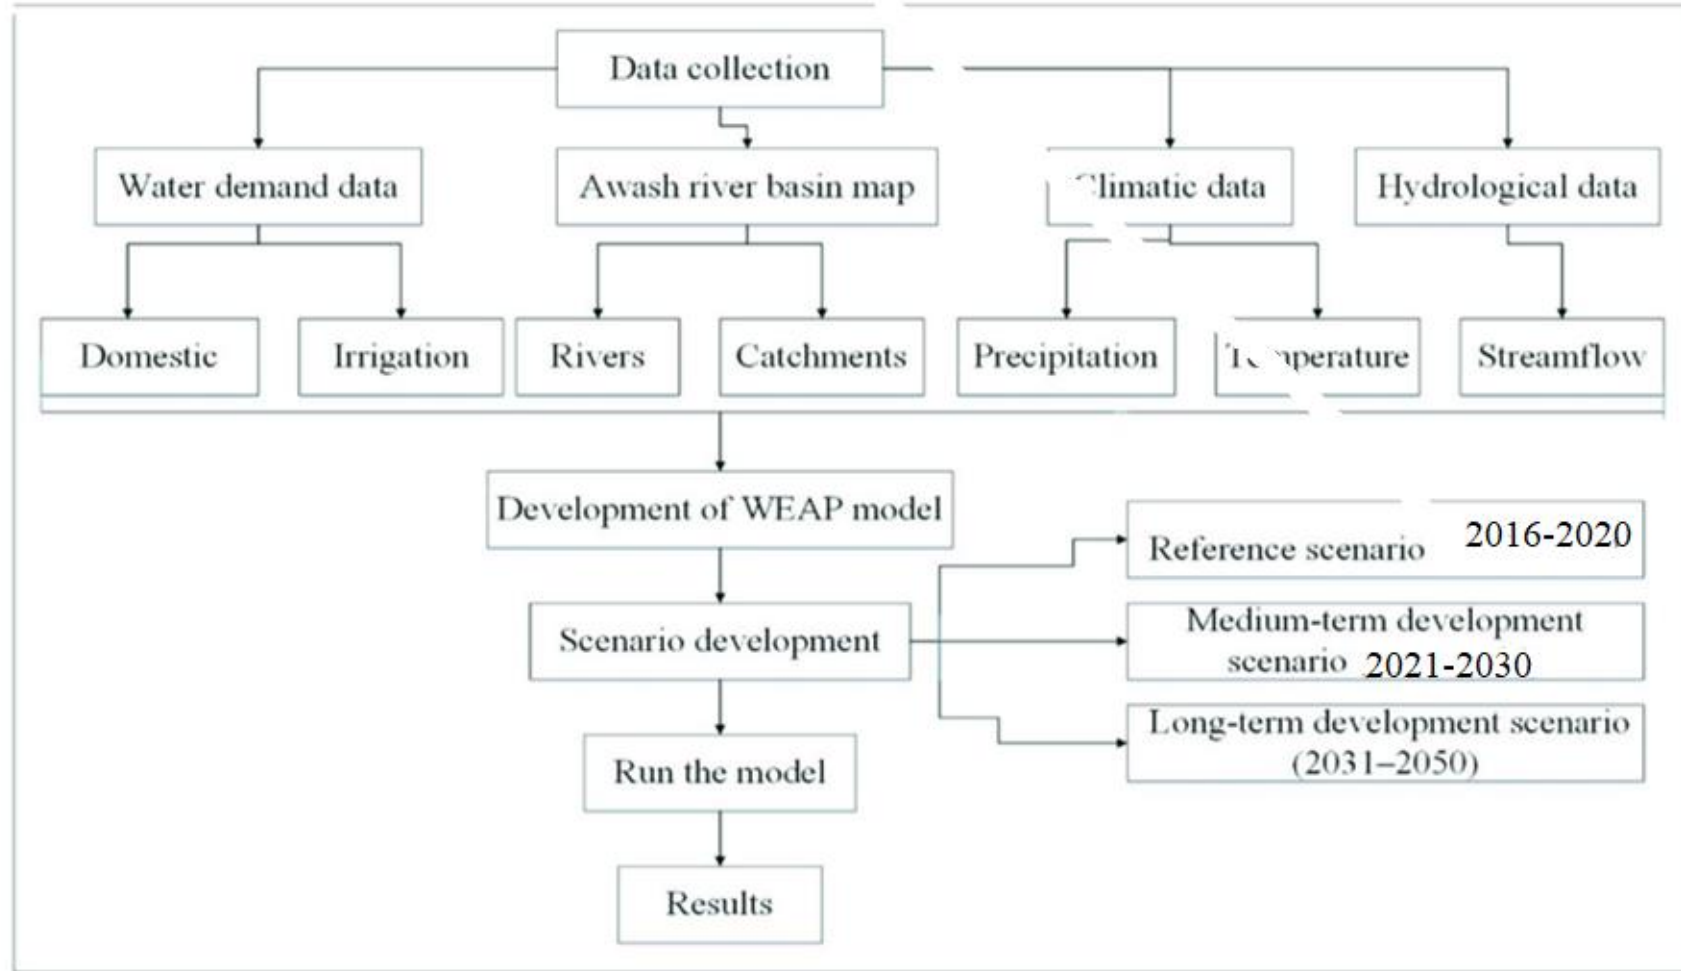 Data collection
Water demand data
Awash river basin map
Climatic data
Hydrological data
Domestic
Irrigation
Rivers
Catchments
Precipitation
Temperature
Streamflow
Development of WEAP model
Reference scenario 2016-2020
Scenario development
Medium-term development
scenario 2021-2030
Long-term development scenario
(2031–2050)
Run the model
Results